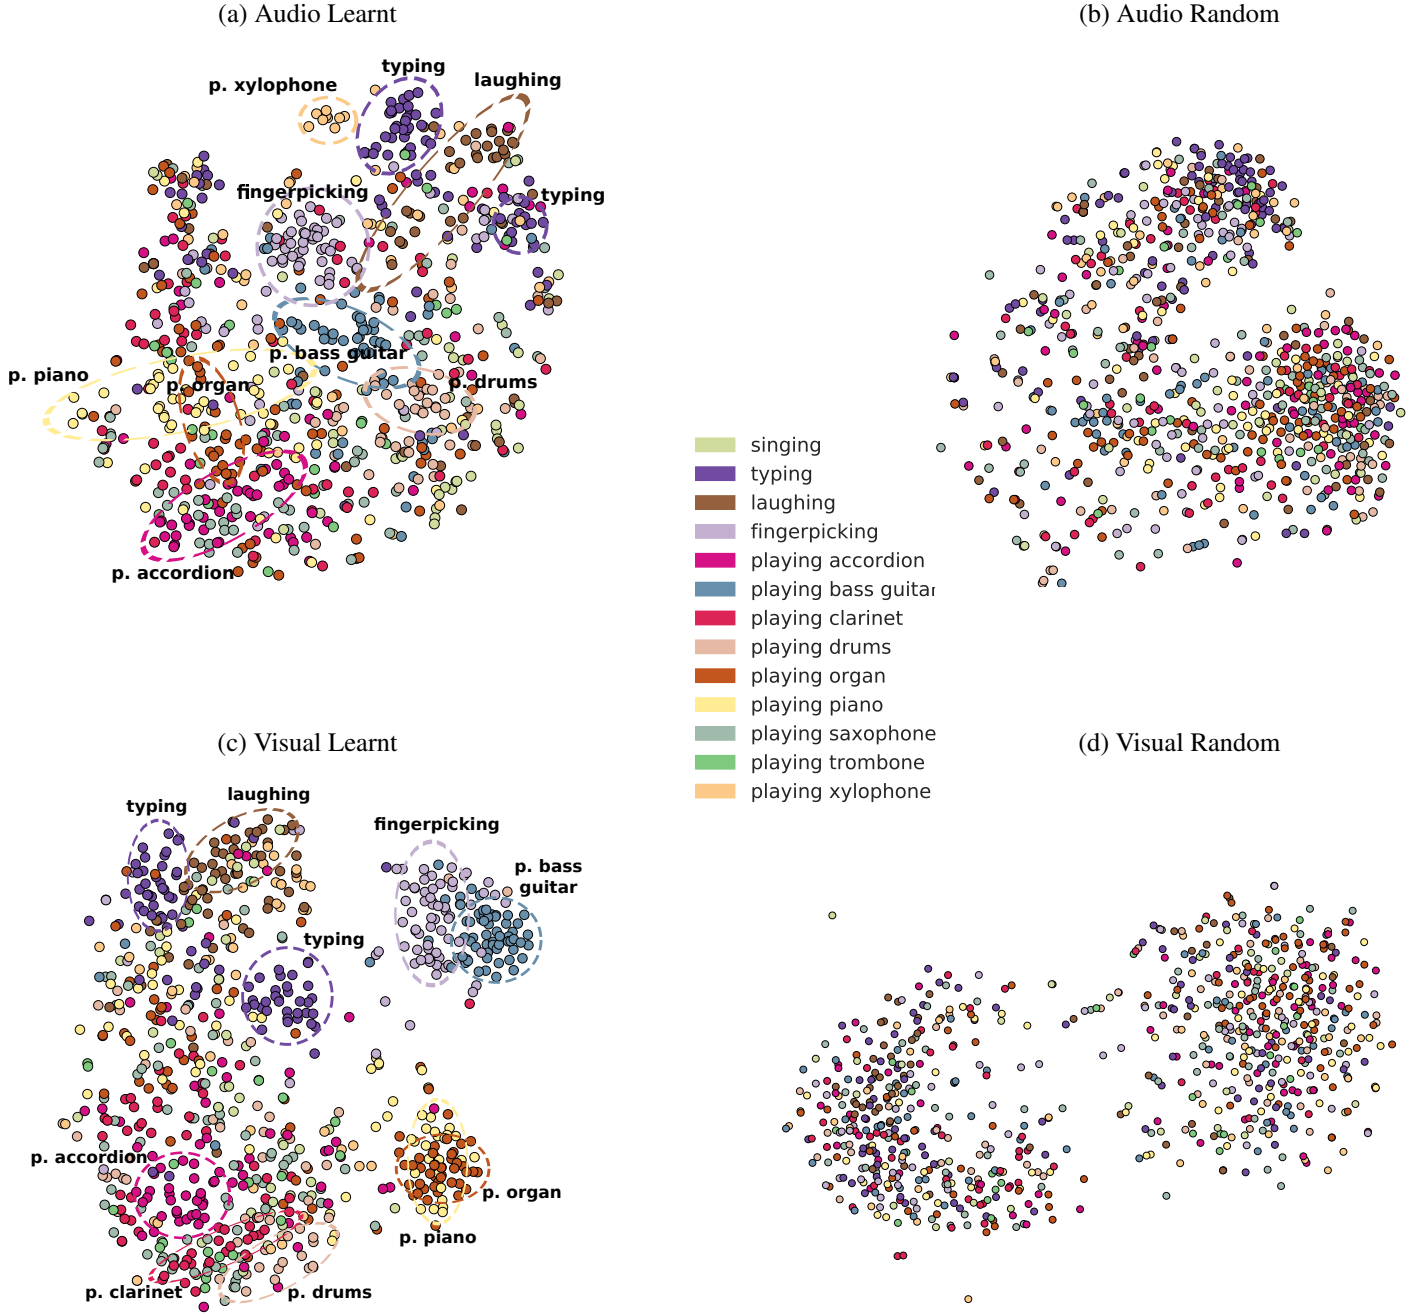 (a) Audio Learnt
(b) Audio Random
typing
laughing
p. xylophone
fingerpicking
typing
p. bass guitar
p. piano
p. organ
p. drums
p. accordion
singing
typing
laughing
fingerpicking
playing accordion
playing bass guitar
playing clarinet
playing drums
playing organ
playing piano
playing saxophone
playing trombone
playing xylophone
(c) Visual Learnt
(d) Visual Random
laughing
typing
fingerpicking
p. bass
guitar
typing
p. accordion
p. organ
p. piano
p. clarinet
p. drums